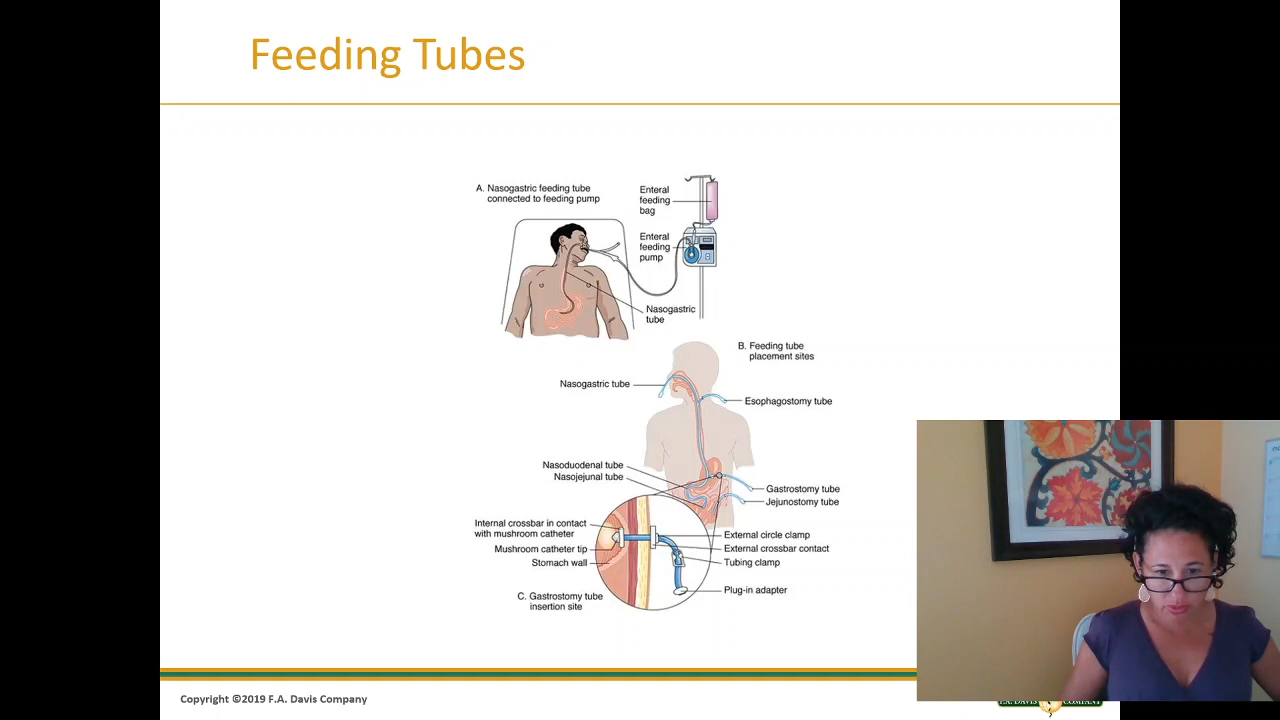 Feeding Tubes
A. Nasogastric feeding tube
connected to feeding pump
Enteral
feeding
bag
Enteral
feeding
pump
Nasogastric
tube
B. Feeding tube
placement sites
Nasogastric tube
Esophagostomy tube
Nasoduodenal tube
Nasojejunal tube
Gastrostomy tube
Jejunostomy tube
Internal crossbar in contact
with mushroom catheter
Mushroom catheter tip
Stomach wall
External circle clamp
External crossbar contact
Tubing clamp
Plug-in adapter
C. Gastrostomy tube
insertion site
Copyright ©2019 F.A. Davis Company